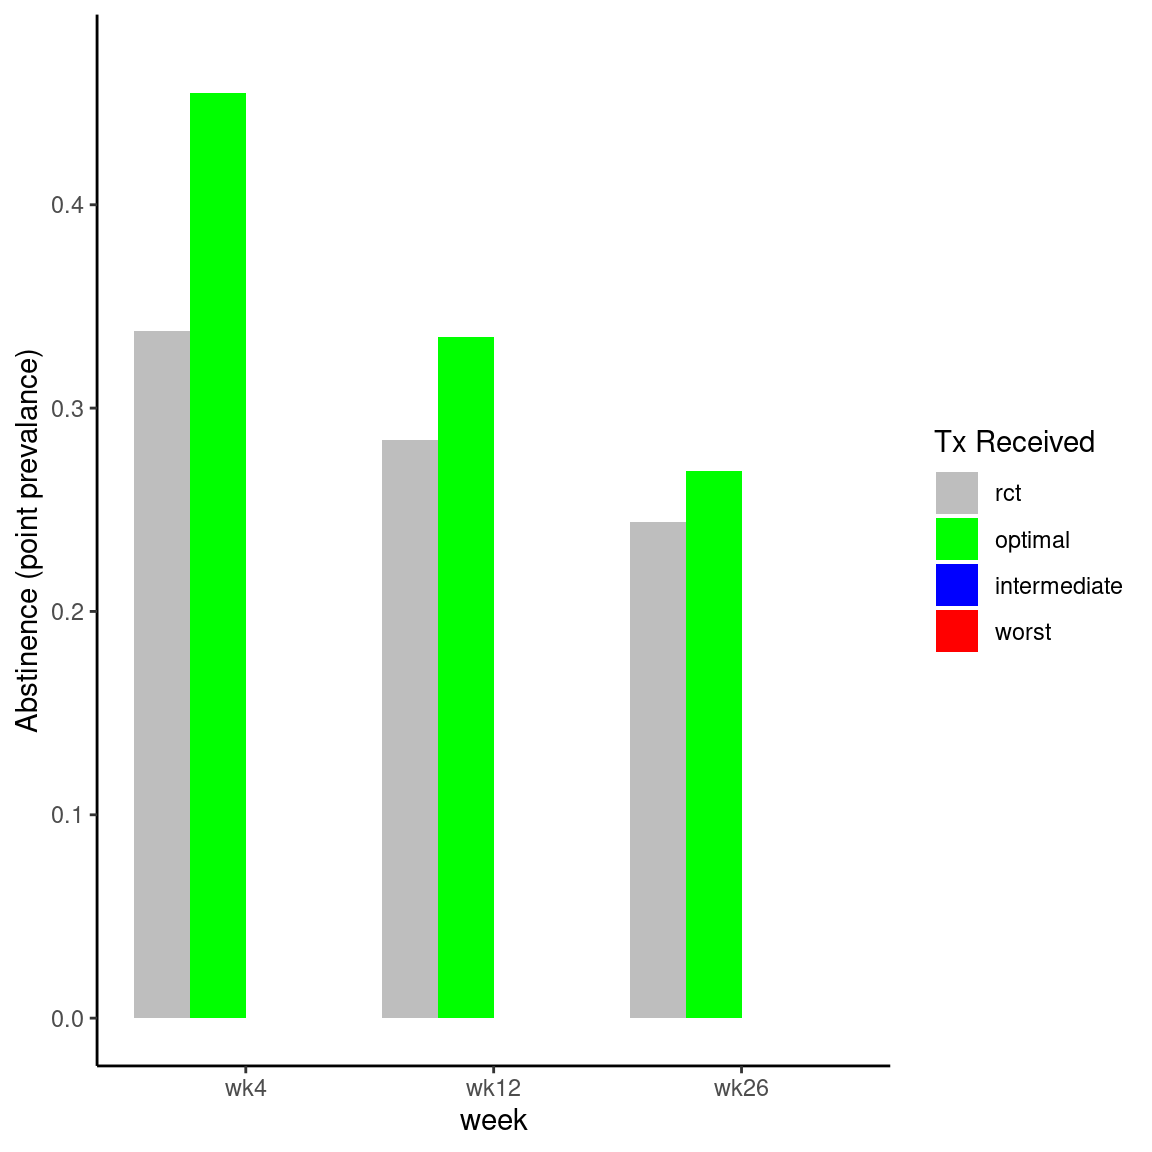 Abstinence (point prevalance)
0.4
0.3
0.2
0.1
0.0
wk4
wk12
wk26
week
Tx Received
rct
optimal
intermediate
worst